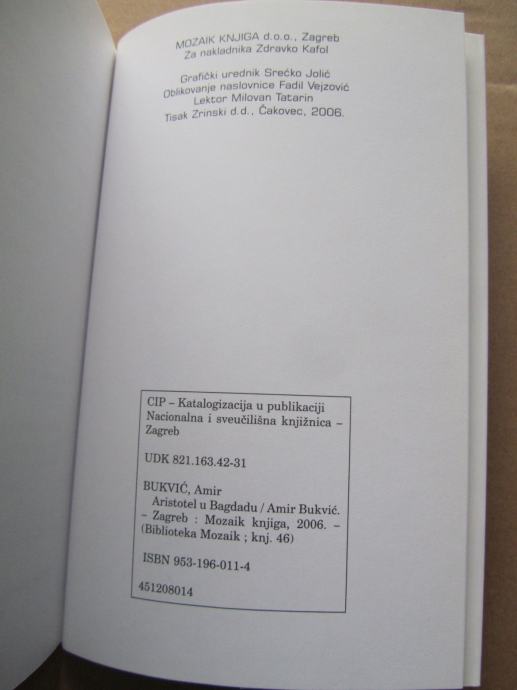 MOZAIK KNJIGA d.o.o., Zagreb
Za nakladnika Zdravko Kafol
Grafički urednik Srećko Jolić
Oblikovanje naslovnice Fadil Vejzović
Lektor Milovan Tatarin
Tisak Zrinski d.d., Čakovec, 2006.
CIP – Katalogizacija u publikaciji
Nacionalna i sveučilišna knjižnica –
Zagreb
UDK 821.163.42-31
BUKVIĆ, Amir
Aristotel u Bagdadu / Amir Bukvić.
– Zagreb : Mozaik knjiga, 2006. –
(Biblioteka Mozaik ; knj. 46)
ISBN 953-196-011-4
451208014